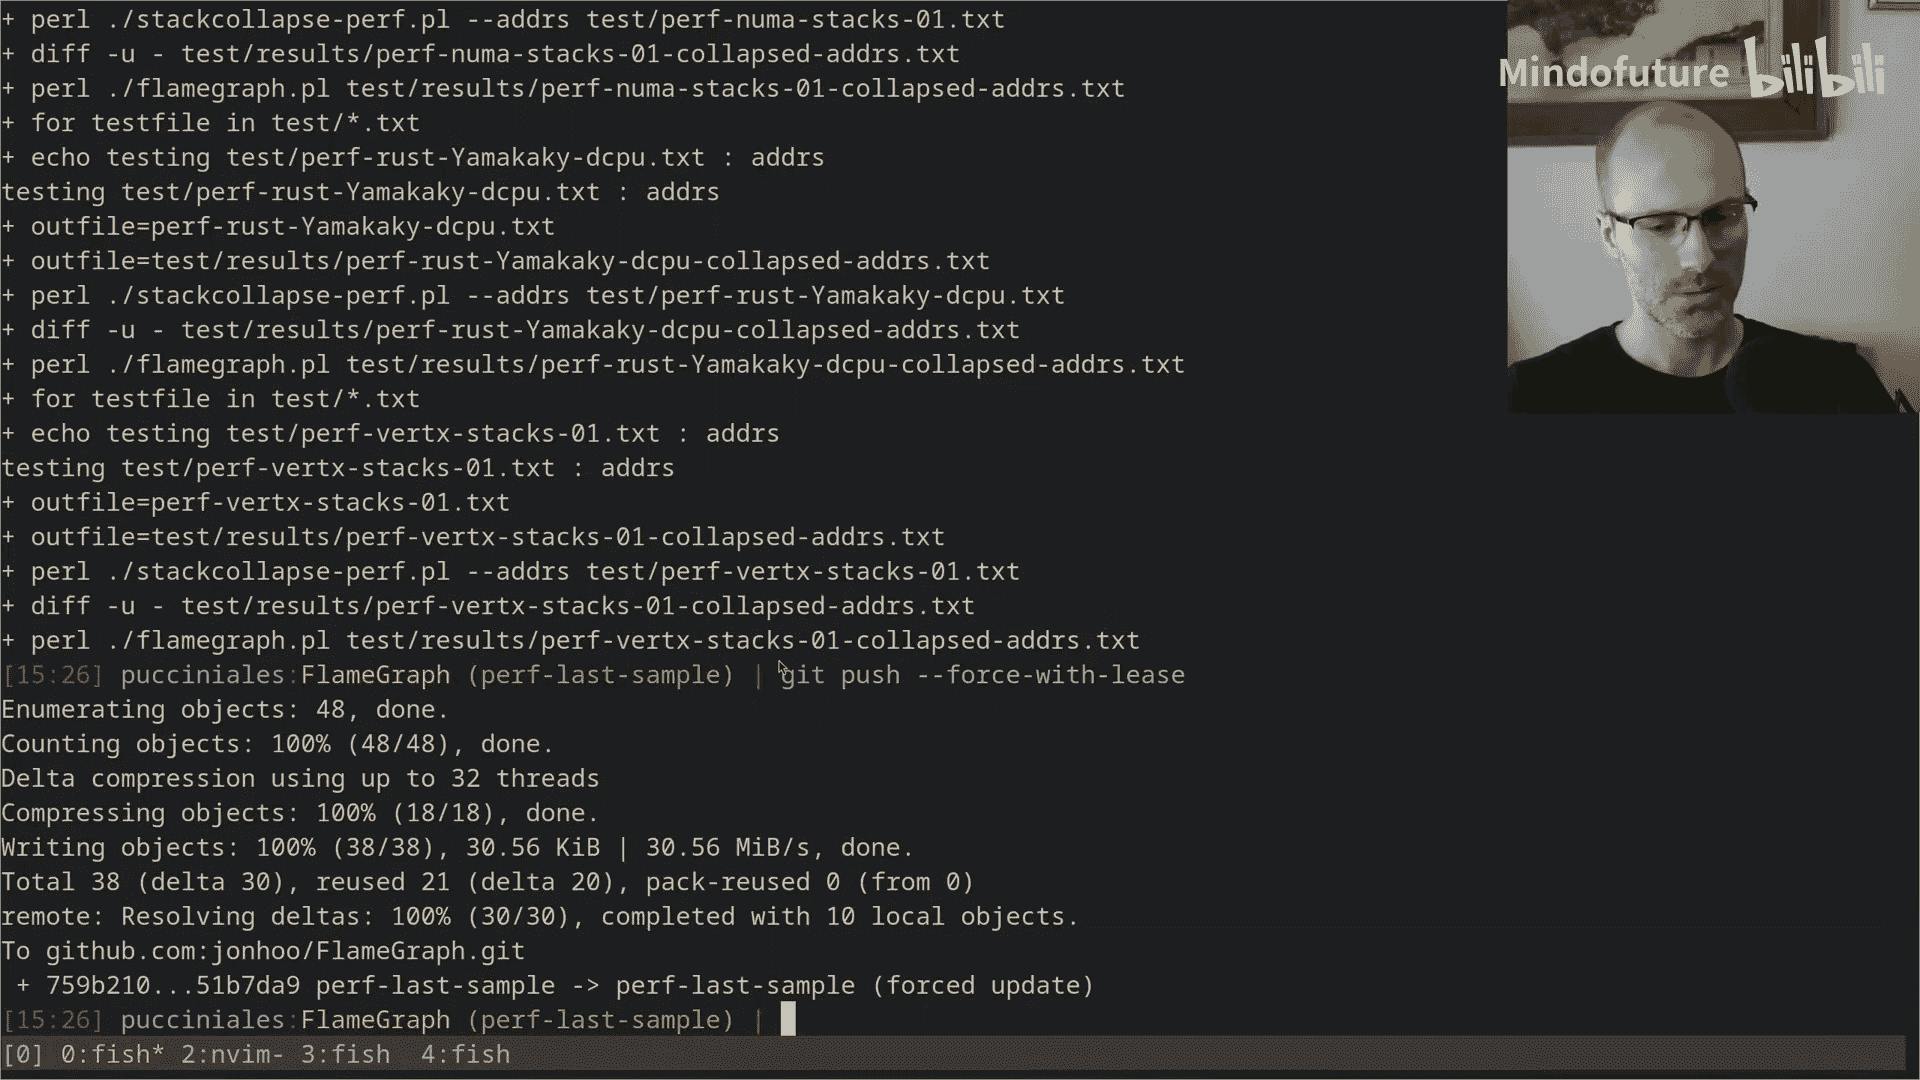 + perl ./stackcollapse-perf.pl --addrs test/perf-numa-stacks-01.txt
+ diff -u - test/results/perf-numa-stacks-01-collapsed-addrs.txt
Mindofuture bilibili
+ perl ./flamegraph.pl test/results/perf-numa-stacks-01-collapsed-addrs.txt
+ for testfile in test/*.txt
+ echo testing test/perf-rust-Yamakaky-dcpu.txt : addrs
testing test/perf-rust-Yamakaky-dcpu.txt : addrs
+ outfile=perf-rust-Yamakaky-dcpu.txt
+ outfile=test/results/perf-rust-Yamakaky-dcpu-collapsed-addrs.txt
+ perl ./stackcollapse-perf.pl --addrs test/perf-rust-Yamakaky-dcpu.txt
+ diff -u - test/results/perf-rust-Yamakaky-dcpu-collapsed-addrs.txt
+ perl ./flamegraph.pl test/results/perf-rust-Yamakaky-dcpu-collapsed-addrs.txt
+ for testfile in test/*.txt
+ echo testing test/perf-vertx-stacks-01.txt : addrs
testing test/perf-vertx-stacks-01.txt : addrs
+ outfile=perf-vertx-stacks-01.txt
+ outfile=test/results/perf-vertx-stacks-01-collapsed-addrs.txt
+ perl ./stackcollapse-perf.pl --addrs test/perf-vertx-stacks-01.txt
+ diff -u - test/results/perf-vertx-stacks-01-collapsed-addrs.txt
+ perl ./flamegraph.pl test/results/perf-vertx-stacks-01-collapsed-addrs.txt
[15:26] pucciniales:FlameGraph (perf-last-sample) | git push --force-with-lease
Enumerating objects: 48, done.
Counting objects: 100% (48/48), done.
Delta compression using up to 32 threads
Compressing objects: 100% (18/18), done.
Writing objects: 100% (38/38), 30.56 KiB | 30.56 MiB/s, done.
Total 38 (delta 30), reused 21 (delta 20), pack-reused 0 (from 0)
remote: Resolving deltas: 100% (30/30), completed with 10 local objects.
To github.com:jonhoo/FlameGraph.git
 + 759b210...51b7da9 perf-last-sample -> perf-last-sample (forced update)
[15:26] pucciniales:FlameGraph (perf-last-sample) |
[0] 0:fish* 2:nvim- 3:fish  4:fish